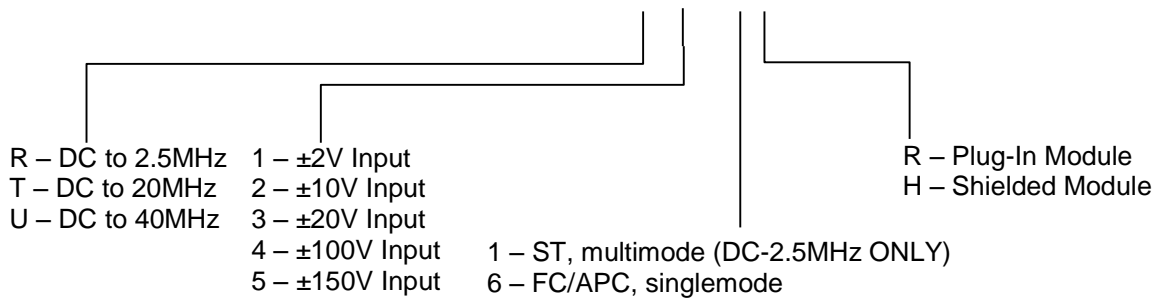 R – DC to 2.5MHz
T – DC to 20MHz
U – DC to 40MHz
1 – ±2V Input
2 – ±10V Input
3 – ±20V Input
4 – ±100V Input
5 – ±150V Input
1 – ST, multimode (DC-2.5MHz ONLY)
6 – FC/APC, singlemode
R – Plug-In Module
H – Shielded Module